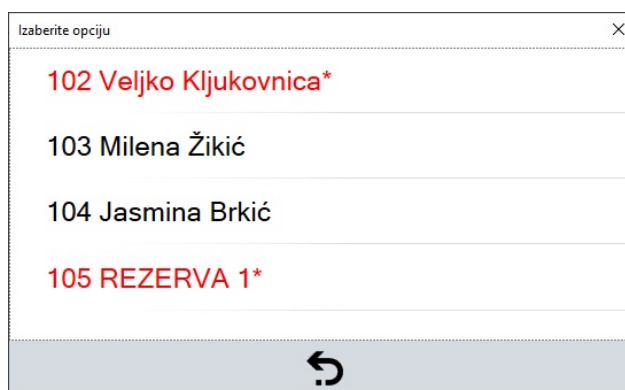 Izaberite opciju
102 Veljko Kljukovnica*
103 Milena Žikić
104 Jasmina Brkić
105 REZERVA 1*